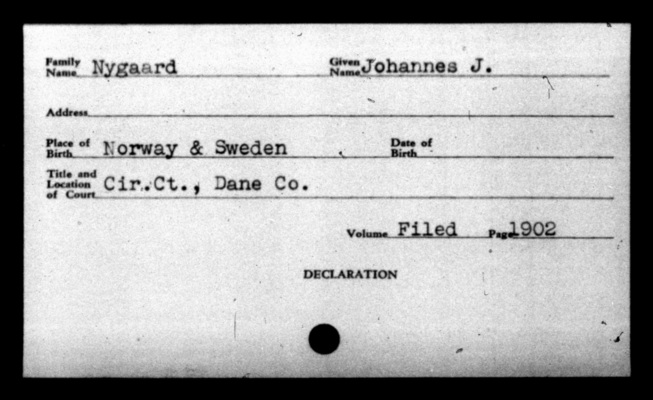 Family Name Nygaard Given Name Johannes J.
Address
Place of Birth Norway & Sweden Date of Birth
Title and Location of Court Cir.Ct., Dane Co.
Volume Filed Page 1902
DECLARATION